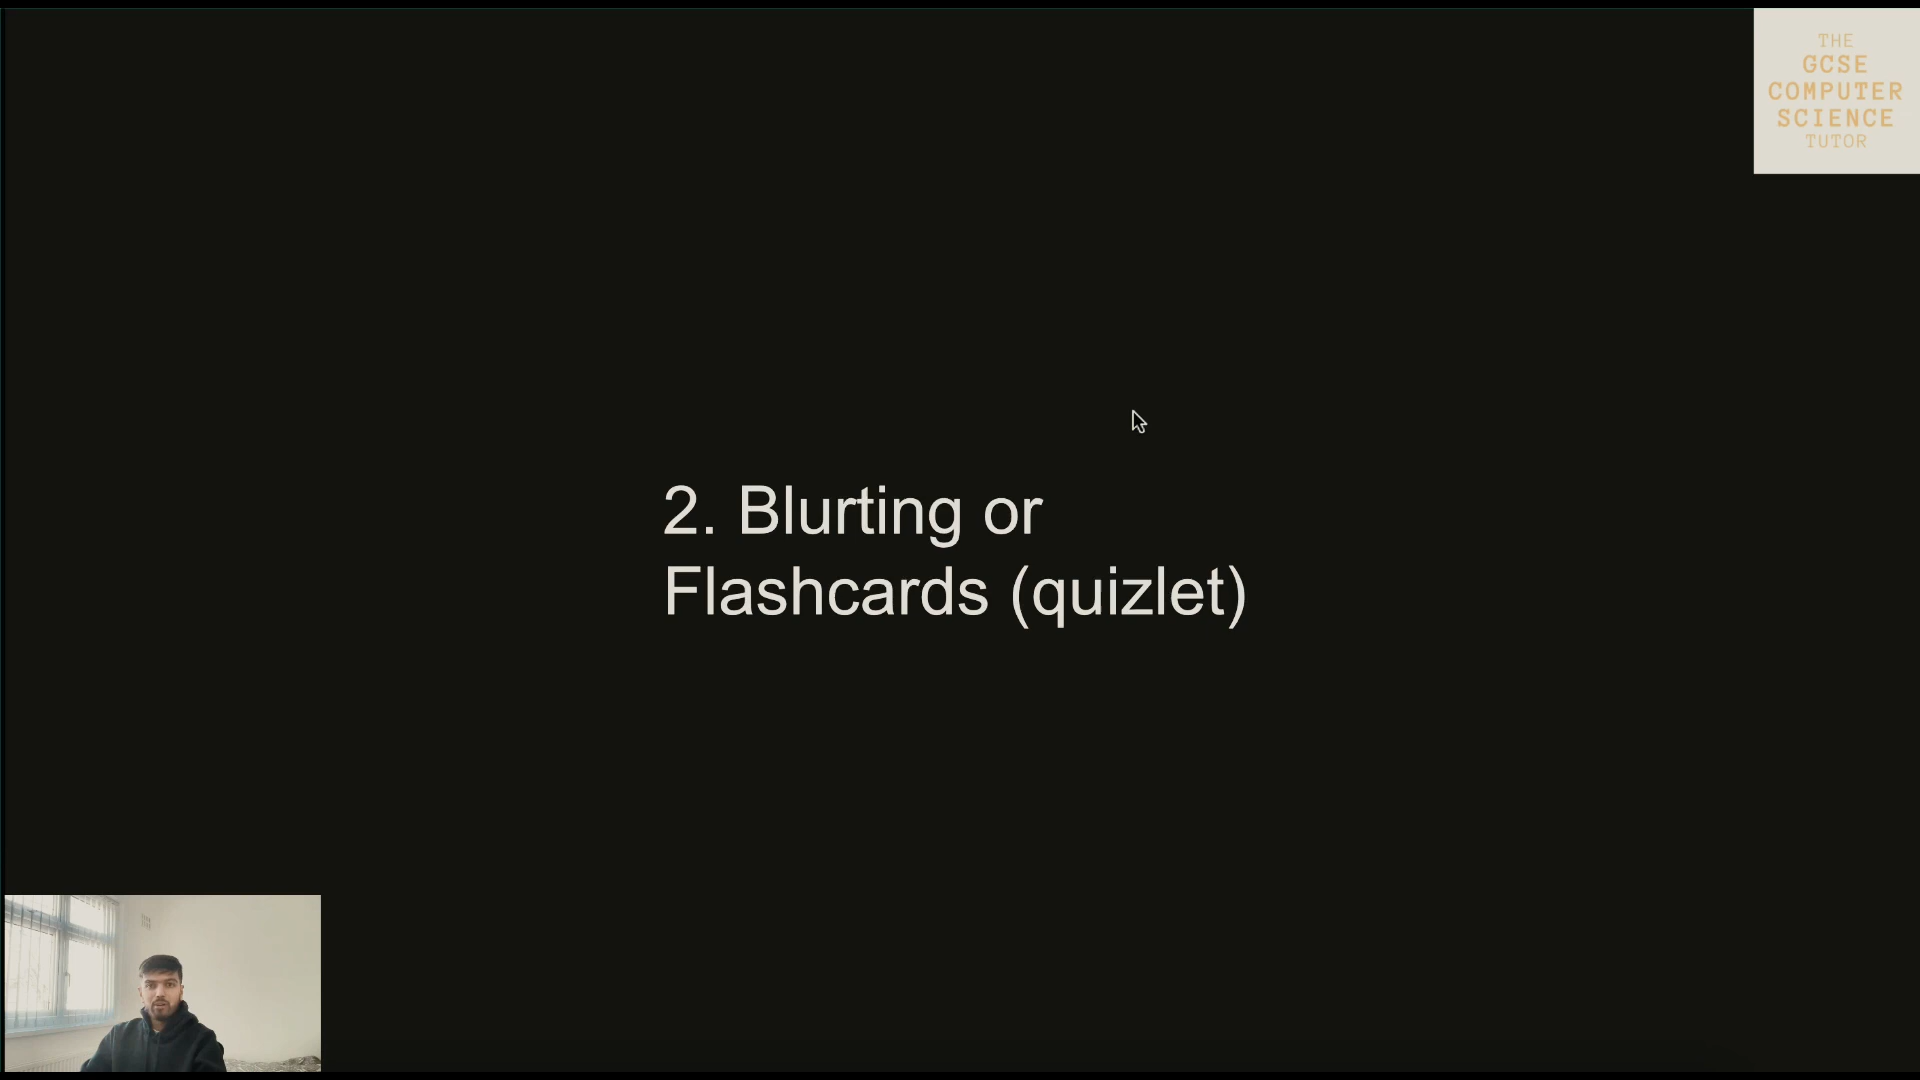 THE
GCSE
COMPUTER
SCIENCE
TUTOR
2. Blurting or
Flashcards (quizlet)